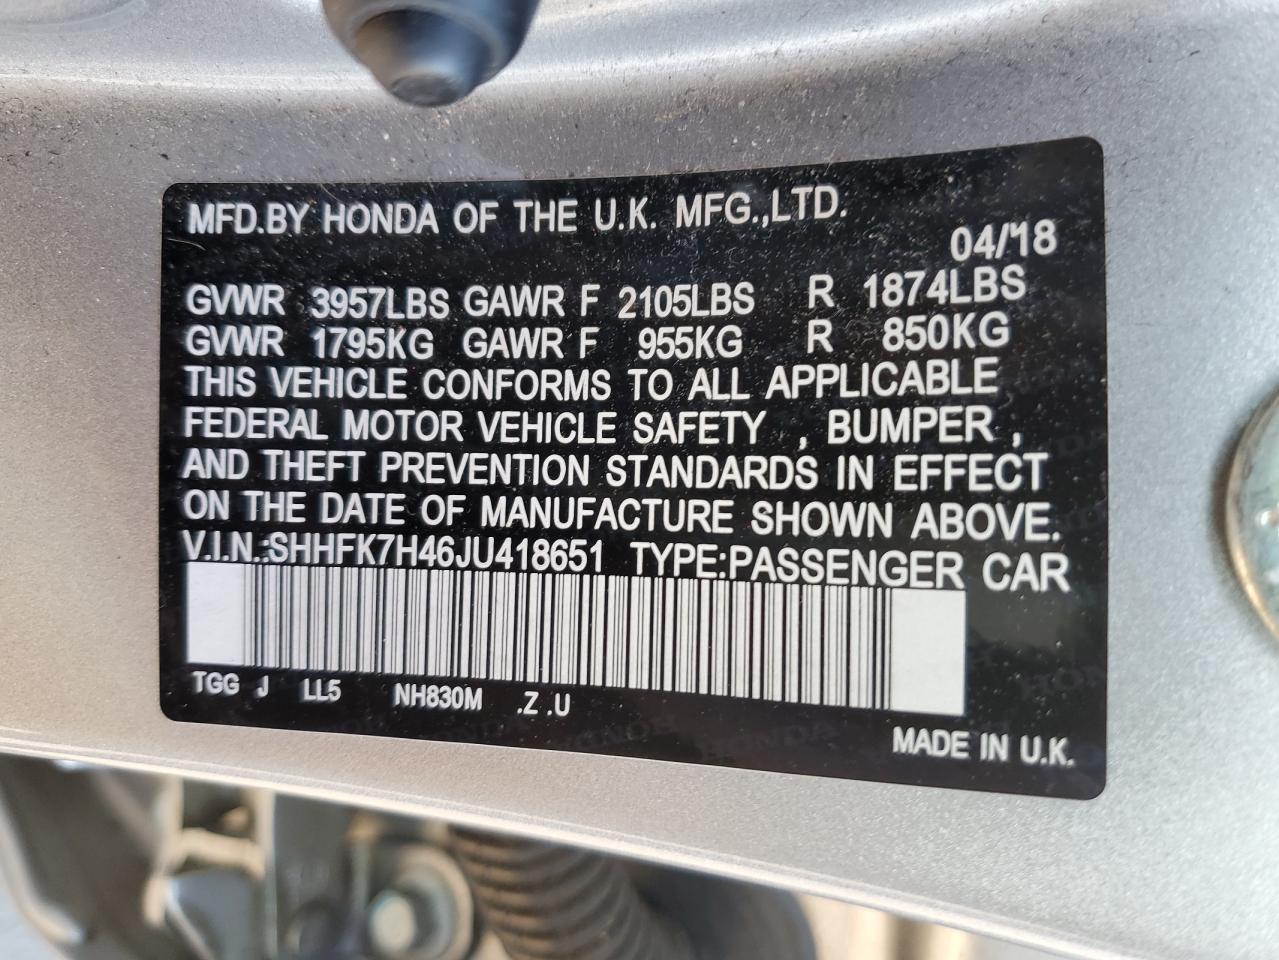 MFD.BY HONDA OF THE U.K. MFG.,LTD.
04/18
GVWR 3957LBS GAWR F 2105LBS R 1874LBS
GVWR 1795KG GAWR F 955KG R 850KG
THIS VEHICLE CONFORMS TO ALL APPLICABLE
FEDERAL MOTOR VEHICLE SAFETY , BUMPER ,
AND THEFT PREVENTION STANDARDS IN EFFECT
ON THE DATE OF MANUFACTURE SHOWN ABOVE.
V.I.N.:SHHFK7H46JU418651 TYPE:PASSENGER CAR
TGG J LL5 NH830M .Z .U
MADE IN U.K.